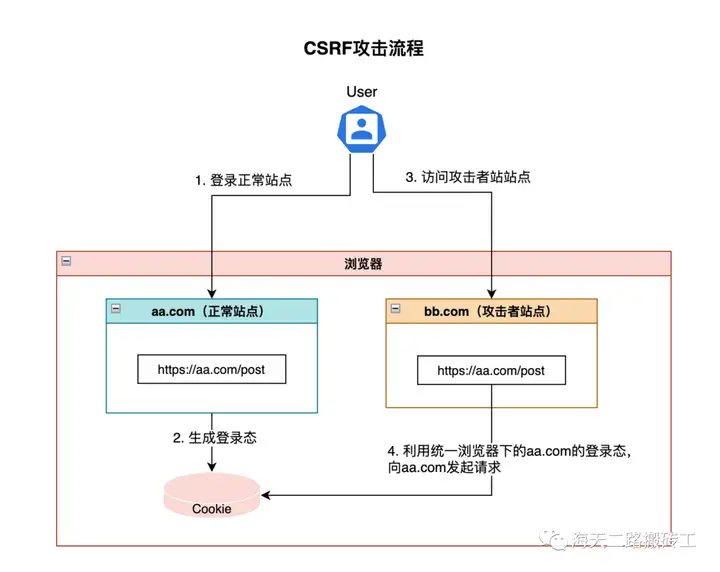 CSRF攻击流程
User
1. 登录正常站点
3. 访问攻击者站站点
浏览器
aa.com（正常站点）
bb.com（攻击者站点）
https://aa.com/post
https://aa.com/post
2. 生成登录态
4. 利用统一浏览器下的aa.com的登录态，
向aa.com发起请求
Cookie
海天二路搬砖工